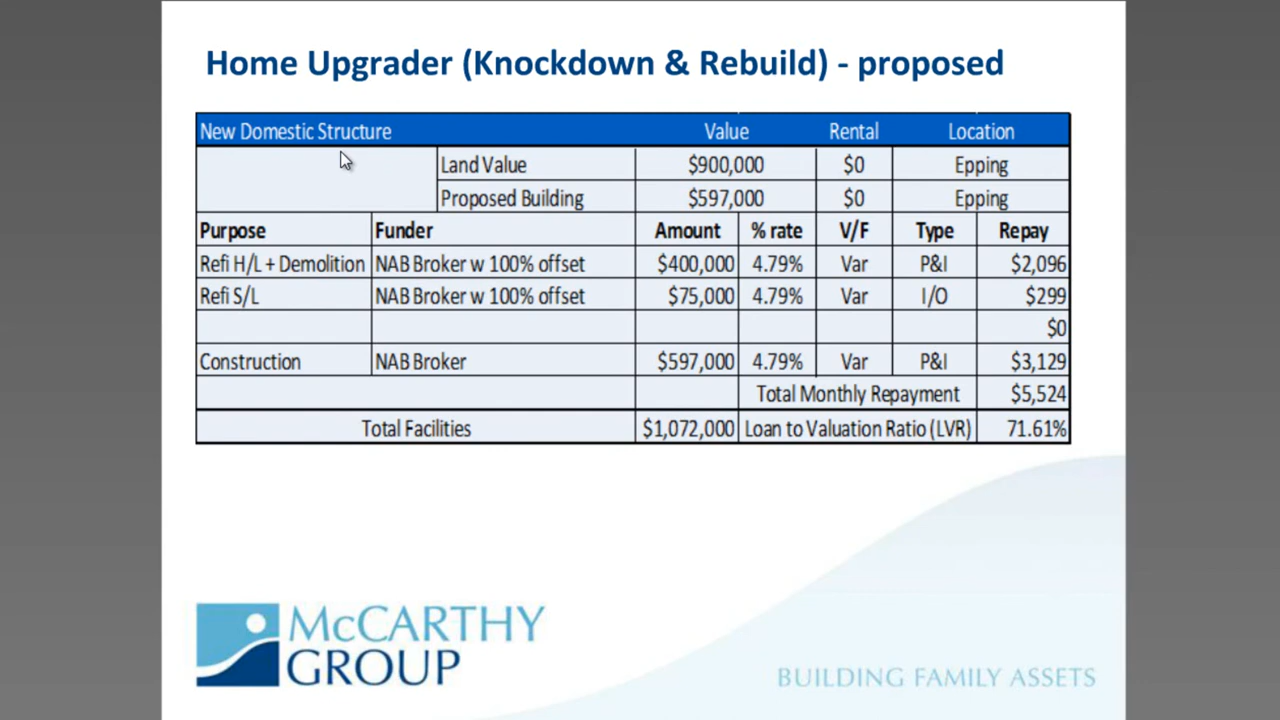 Home Upgrader (Knockdown & Rebuild) - proposed
New Domestic Structure Value Rental Location
Land Value $900,000 $0 Epping
Proposed Building $597,000 $0 Epping
Purpose Funder Amount % rate V/F Type Repay
Refi H/L + Demolition NAB Broker w 100% offset $400,000 4.79% Var P&I $2,096
Refi S/L NAB Broker w 100% offset $75,000 4.79% Var I/O $299
$0
Construction NAB Broker $597,000 4.79% Var P&I $3,129
Total Monthly Repayment $5,524
Total Facilities $1,072,000 Loan to Valuation Ratio (LVR) 71.61%
McCARTHY
GROUP
BUILDING FAMILY ASSETS